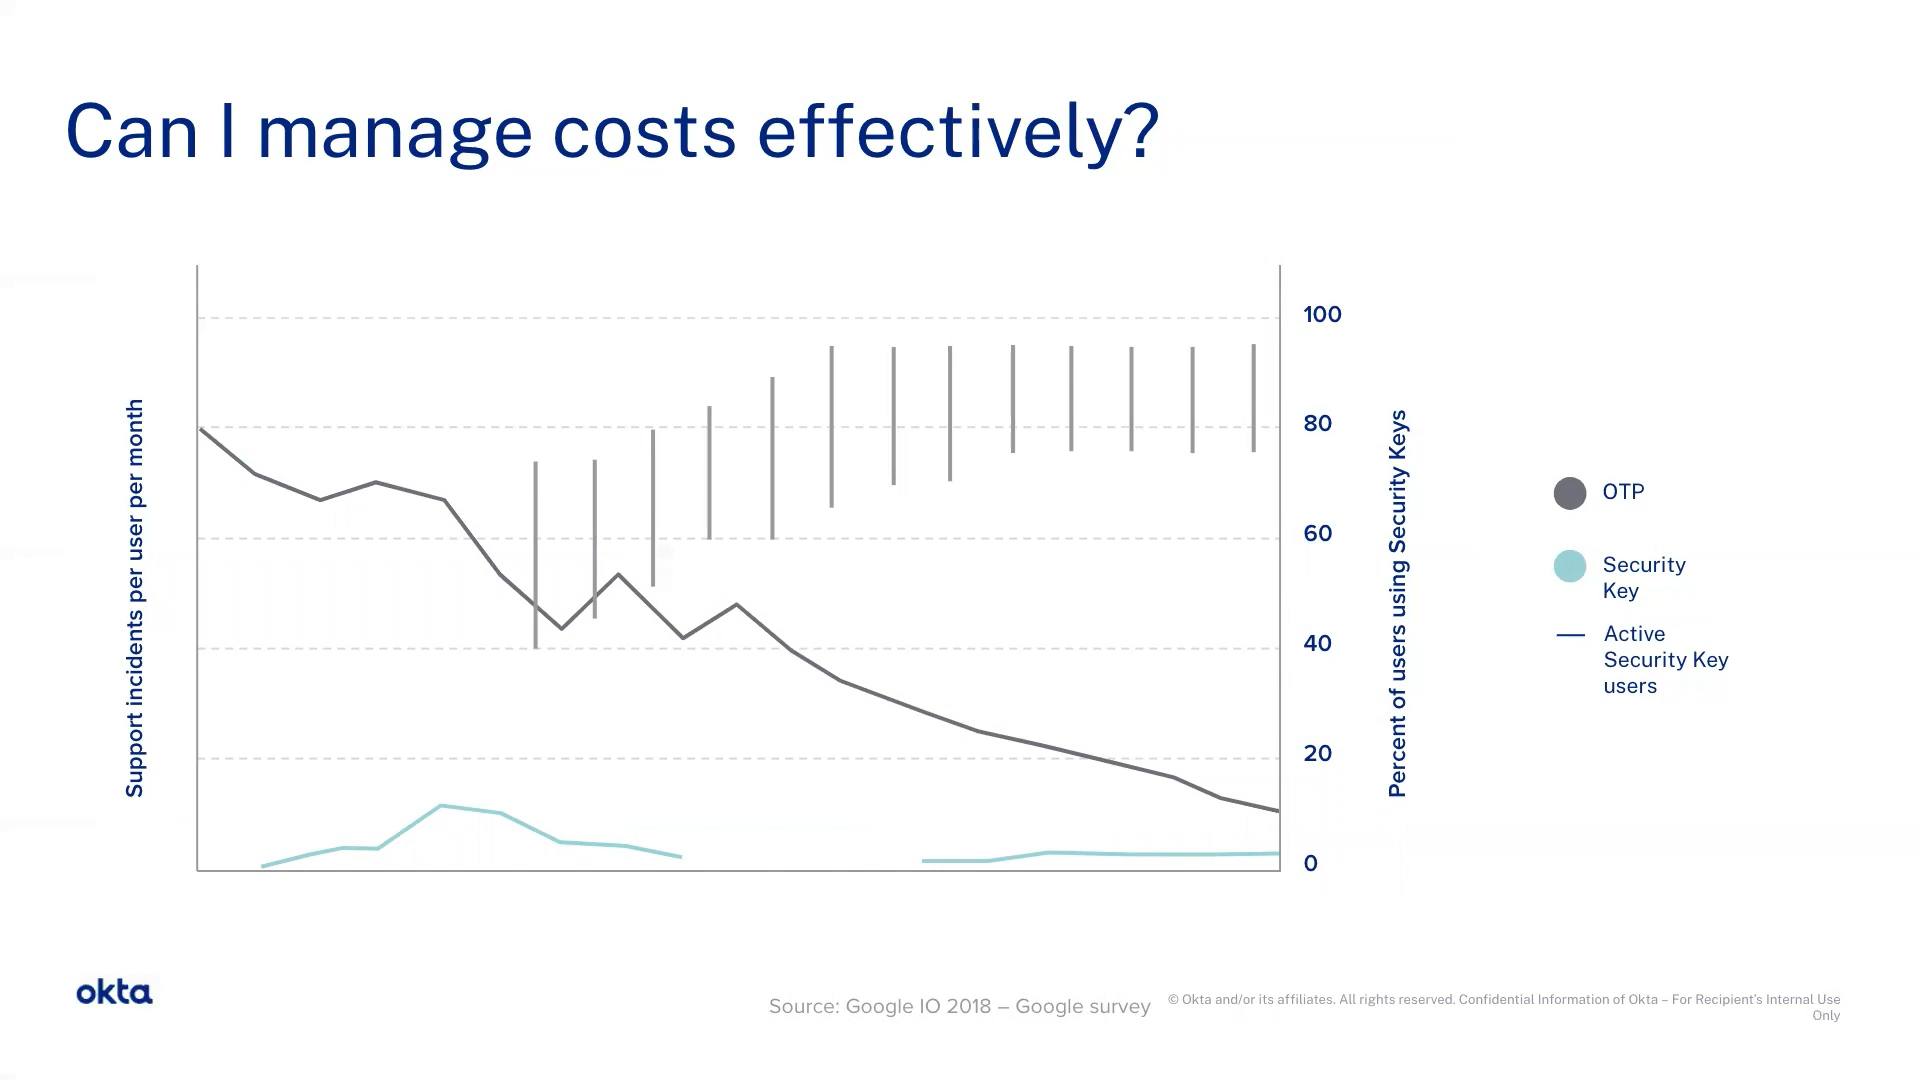 Can I manage costs effectively?
Support incidents per user per month
100
80
60
40
20
0
Percent of users using Security Keys
OTP
Security
Key
Active
Security Key
users
okta
Source: Google IO 2018 – Google survey
© Okta and/or its affiliates. All rights reserved. Confidential Information of Okta – For Recipient's Internal Use
Only